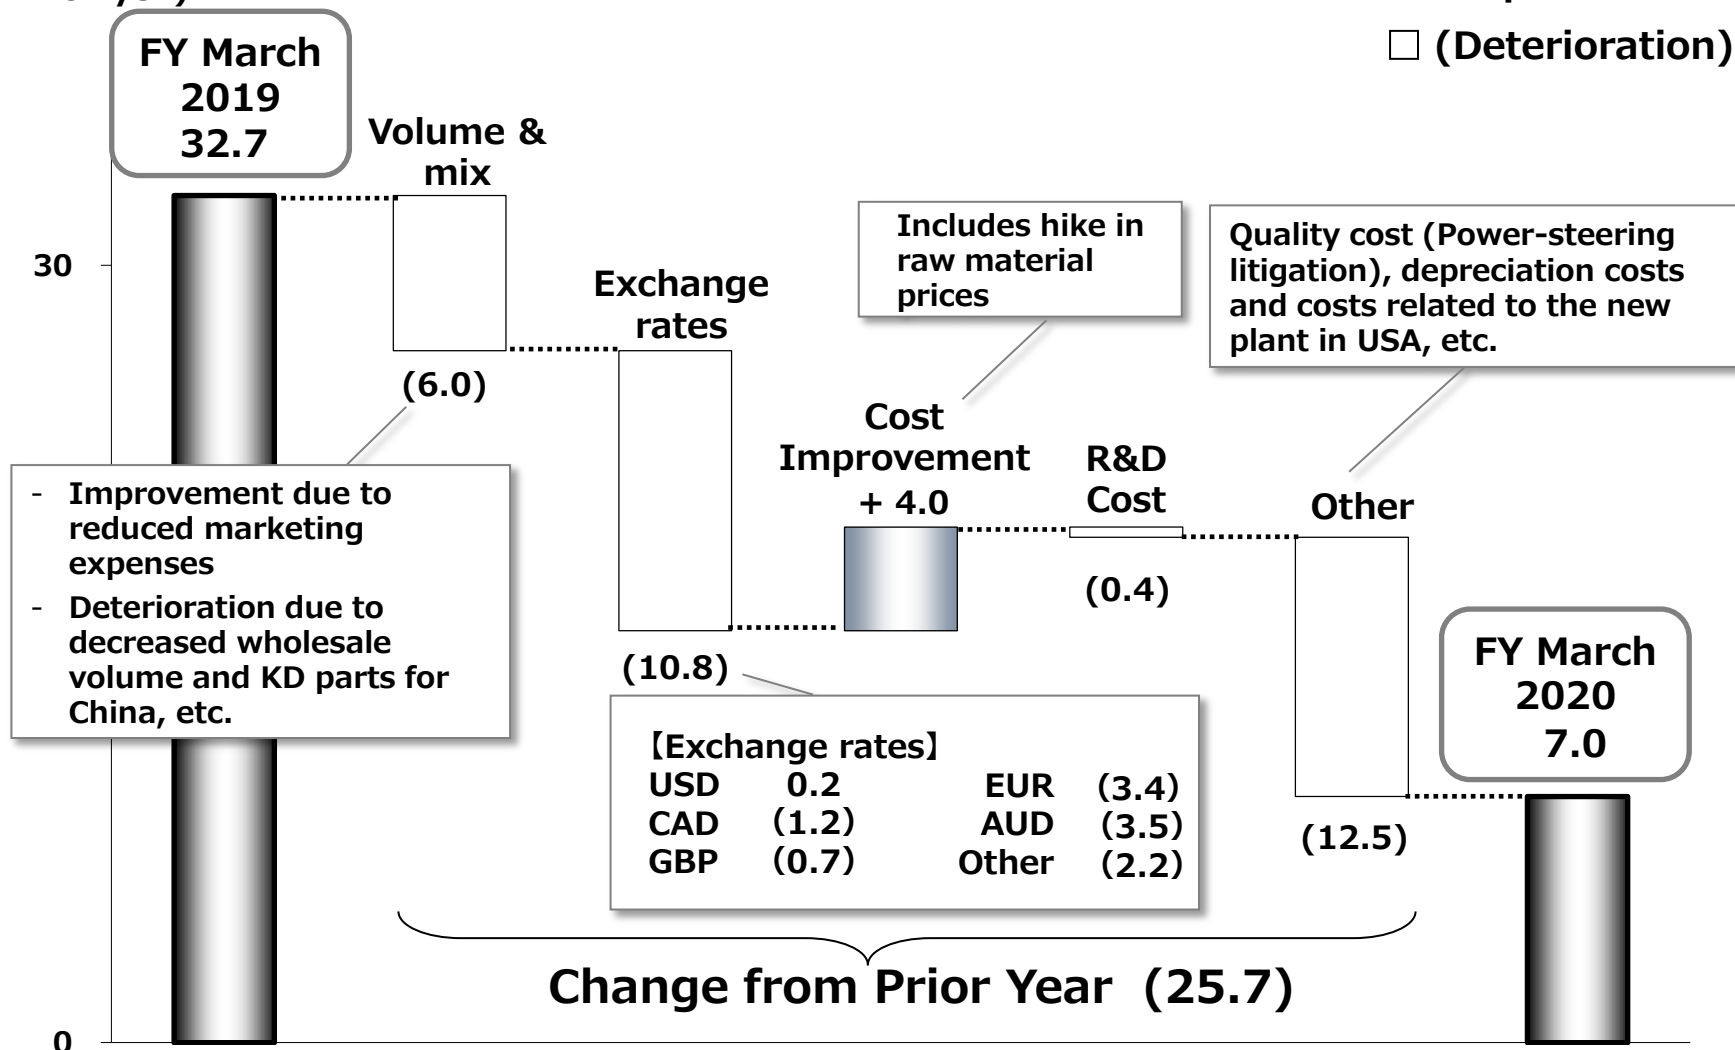 FY March
2019
32.7
□ (Deterioration)
Volume &
mix
30
Exchange
rates
Includes hike in
raw material
prices
Quality cost (Power-steering
litigation), depreciation costs
and costs related to the new
plant in USA, etc.
(6.0)
Cost
Improvement
+ 4.0
R&D
Cost
Other
- Improvement due to
reduced marketing
expenses
- Deterioration due to
decreased wholesale
volume and KD parts for
China, etc.
(0.4)
(10.8)
FY March
2020
7.0
【Exchange rates】
USD 0.2 EUR (3.4)
CAD (1.2) AUD (3.5)
GBP (0.7) Other (2.2)
(12.5)
Change from Prior Year (25.7)
0